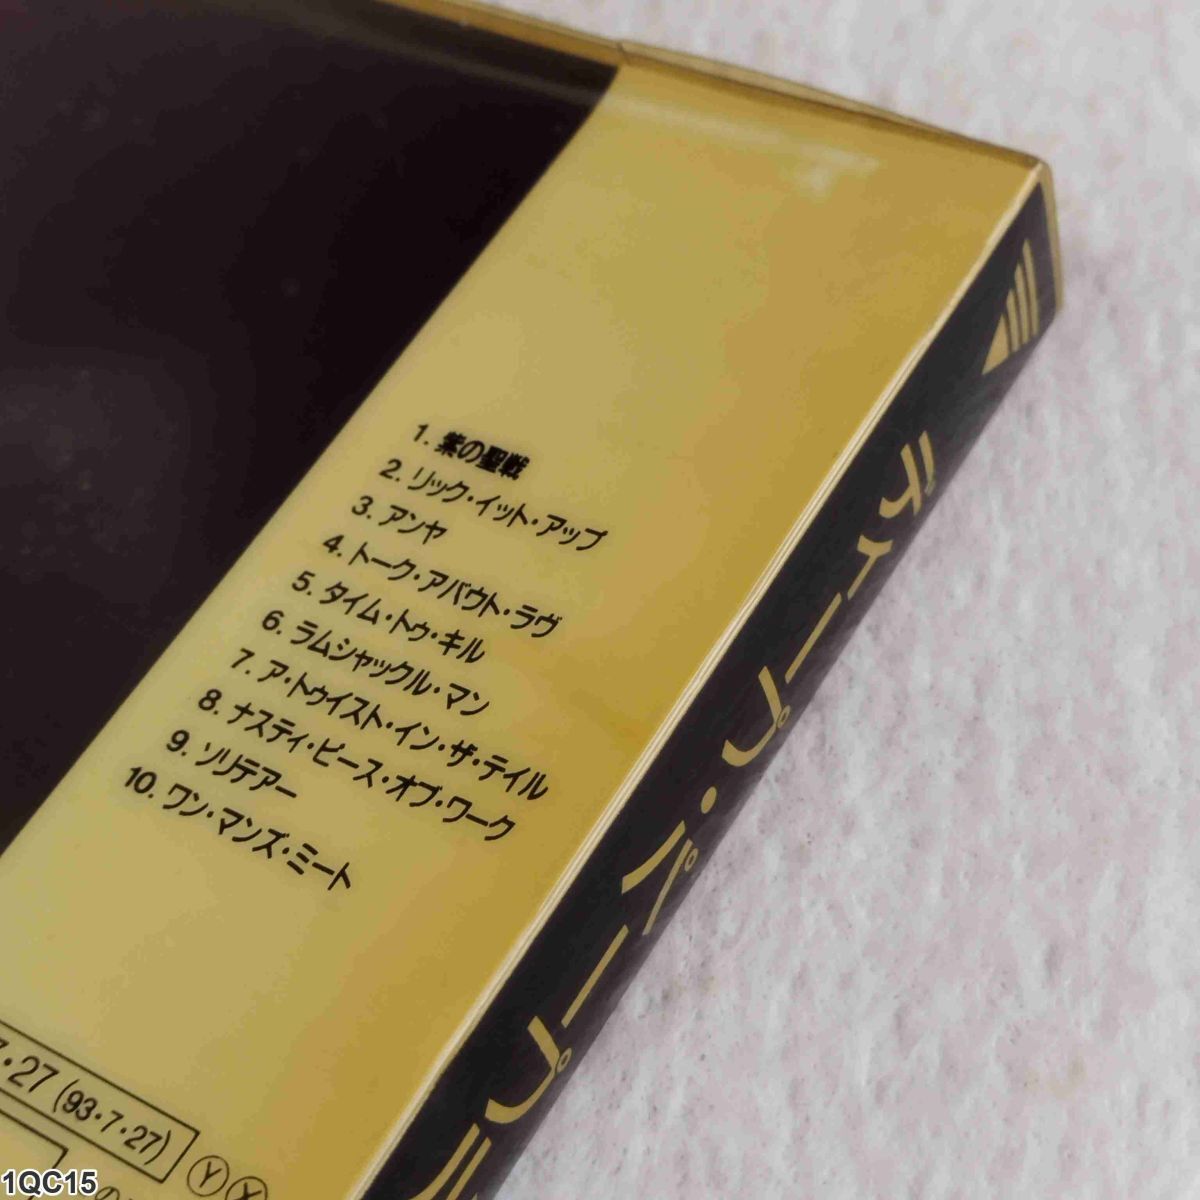 1. 紫の聖戦
2. リック・イット・アップ
3. アンヤ
4. トーク・アバウト・ラヴ
5. タイム・トゥ・キル
6. ラムシャックル・マン
7. ア・トゥイスト・イン・ザ・テイル
8. ナスティ・ピース・オブ・ワーク
9. ソリテアー
10. ワン・マンズ・ミート
ディープ・パープル
・27 (93・7・27)
Ⓨ Ⓧ
1QC15